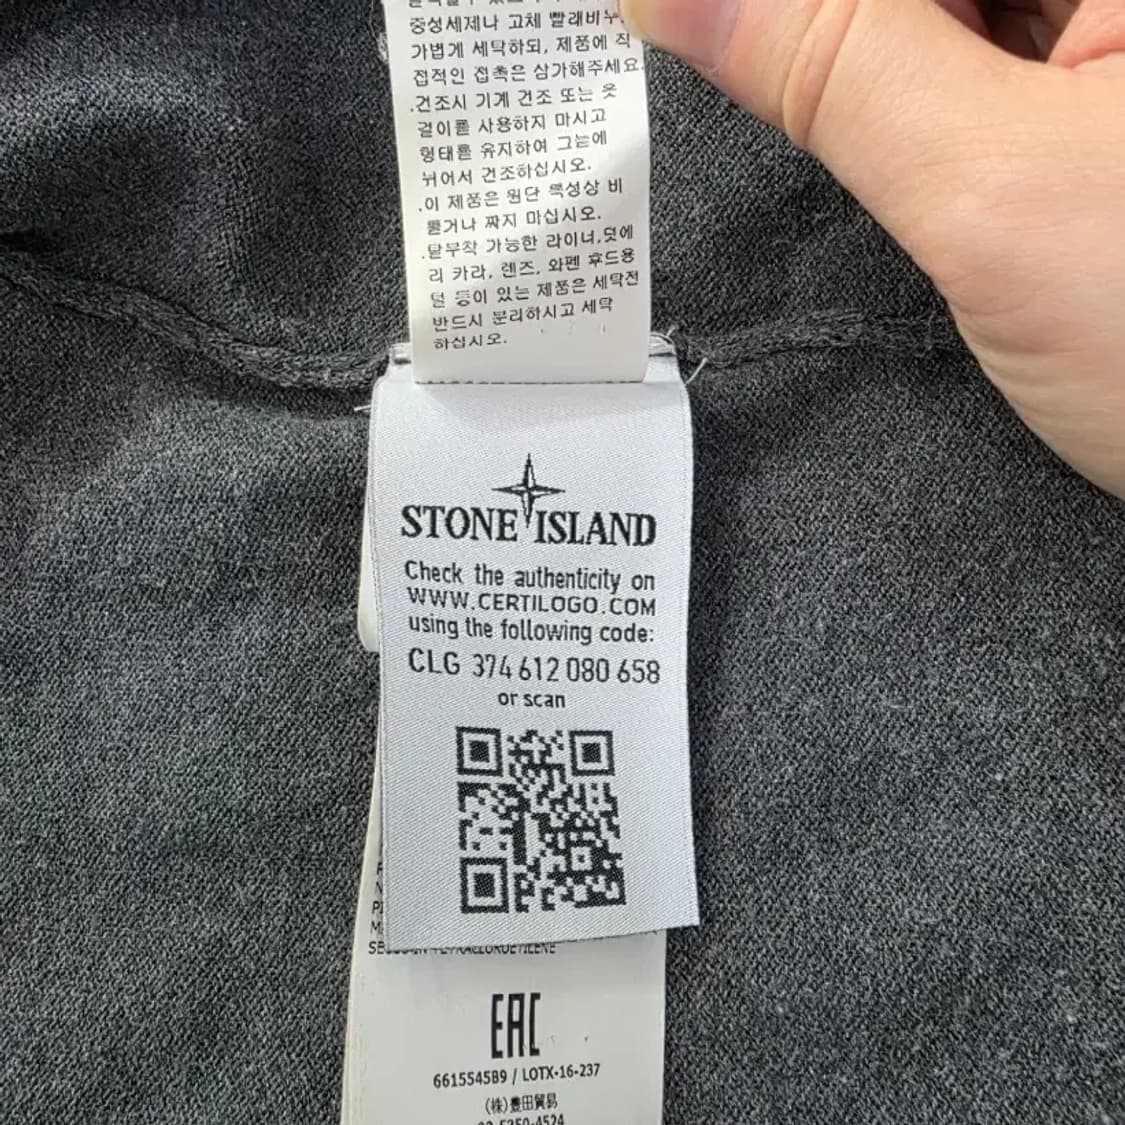 중성세제나 고체 빨래비누
가볍게 세탁하되, 제품에 직
접적인 접촉은 삼가해주세요.
.건조시 기계 건조 또는 옷
걸이를 사용하지 마시고
형태를 유지하여 그늘에
뉘어서 건조하십시오.
.이 제품은 원단 특성상 비
틀거나 짜지 마십시오.
.탈부착 가능한 라이너,덧에
리 카라, 렌즈, 와펜 후드용
털 등이 있는 제품은 세탁전
반드시 분리하시고 세탁
하십시오.
STONE ISLAND
Check the authenticity on
WWW.CERTILOGO.COM
using the following code:
CLG 374 612 080 658
or scan
EAC
6615545B9 / LOTX-16-237
(株)豊田貿易